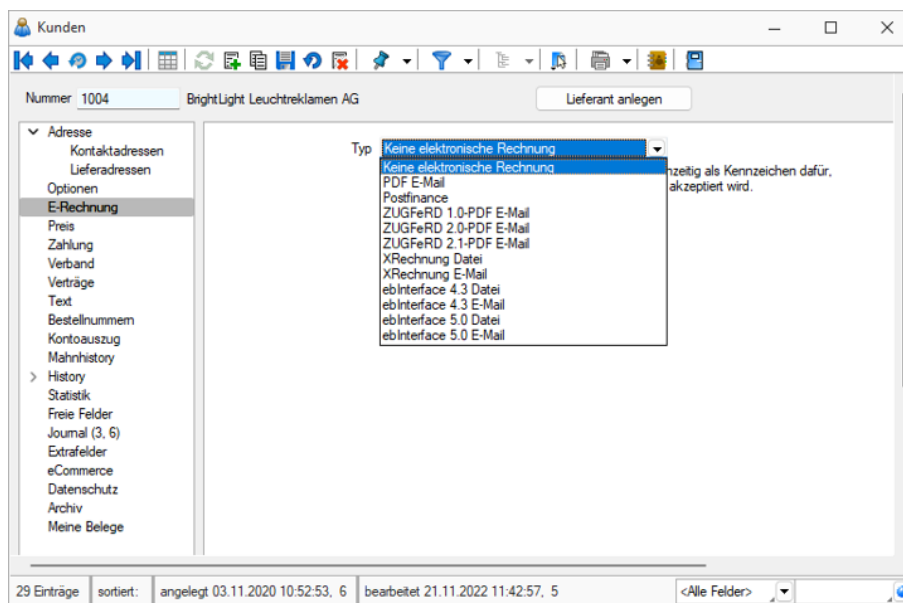 Kunden
Nummer 1004 BrightLight Leuchtreklamen AG Lieferant anlegen
Adresse
Kontaktadressen
Lieferadressen
Optionen
E-Rechnung
Preis
Zahlung
Verband
Verträge
Text
Bestellnummern
Kontoauszug
Mahnhistory
History
Statistik
Freie Felder
Journal (3, 6)
Extrafelder
eCommerce
Datenschutz
Archiv
Meine Belege
Typ Keine elektronische Rechnung
Keine elektronische Rechnung
PDF E-Mail
Postfinance
ZUGFeRD 1.0-PDF E-Mail
ZUGFeRD 2.0-PDF E-Mail
ZUGFeRD 2.1-PDF E-Mail
XRechnung Datei
XRechnung E-Mail
ebInterface 4.3 Datei
ebInterface 4.3 E-Mail
ebInterface 5.0 Datei
ebInterface 5.0 E-Mail
nzeitig als Kennzeichen dafür,
akzeptiert wird.
29 Einträge sortiert: angelegt 03.11.2020 10:52:53, 6 bearbeitet 21.11.2022 11:42:57, 5 <Alle Felder>